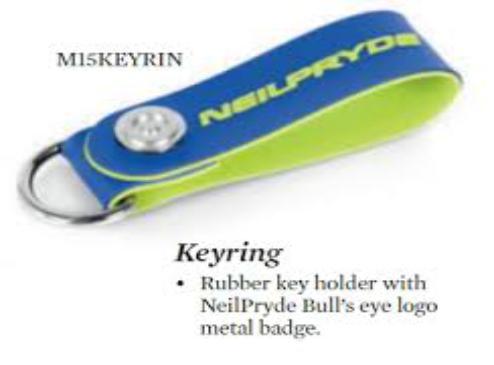 M15KEYRIN
NEILPRYDE
Keyring
• Rubber key holder with
NeilPryde Bull's eye logo
metal badge.